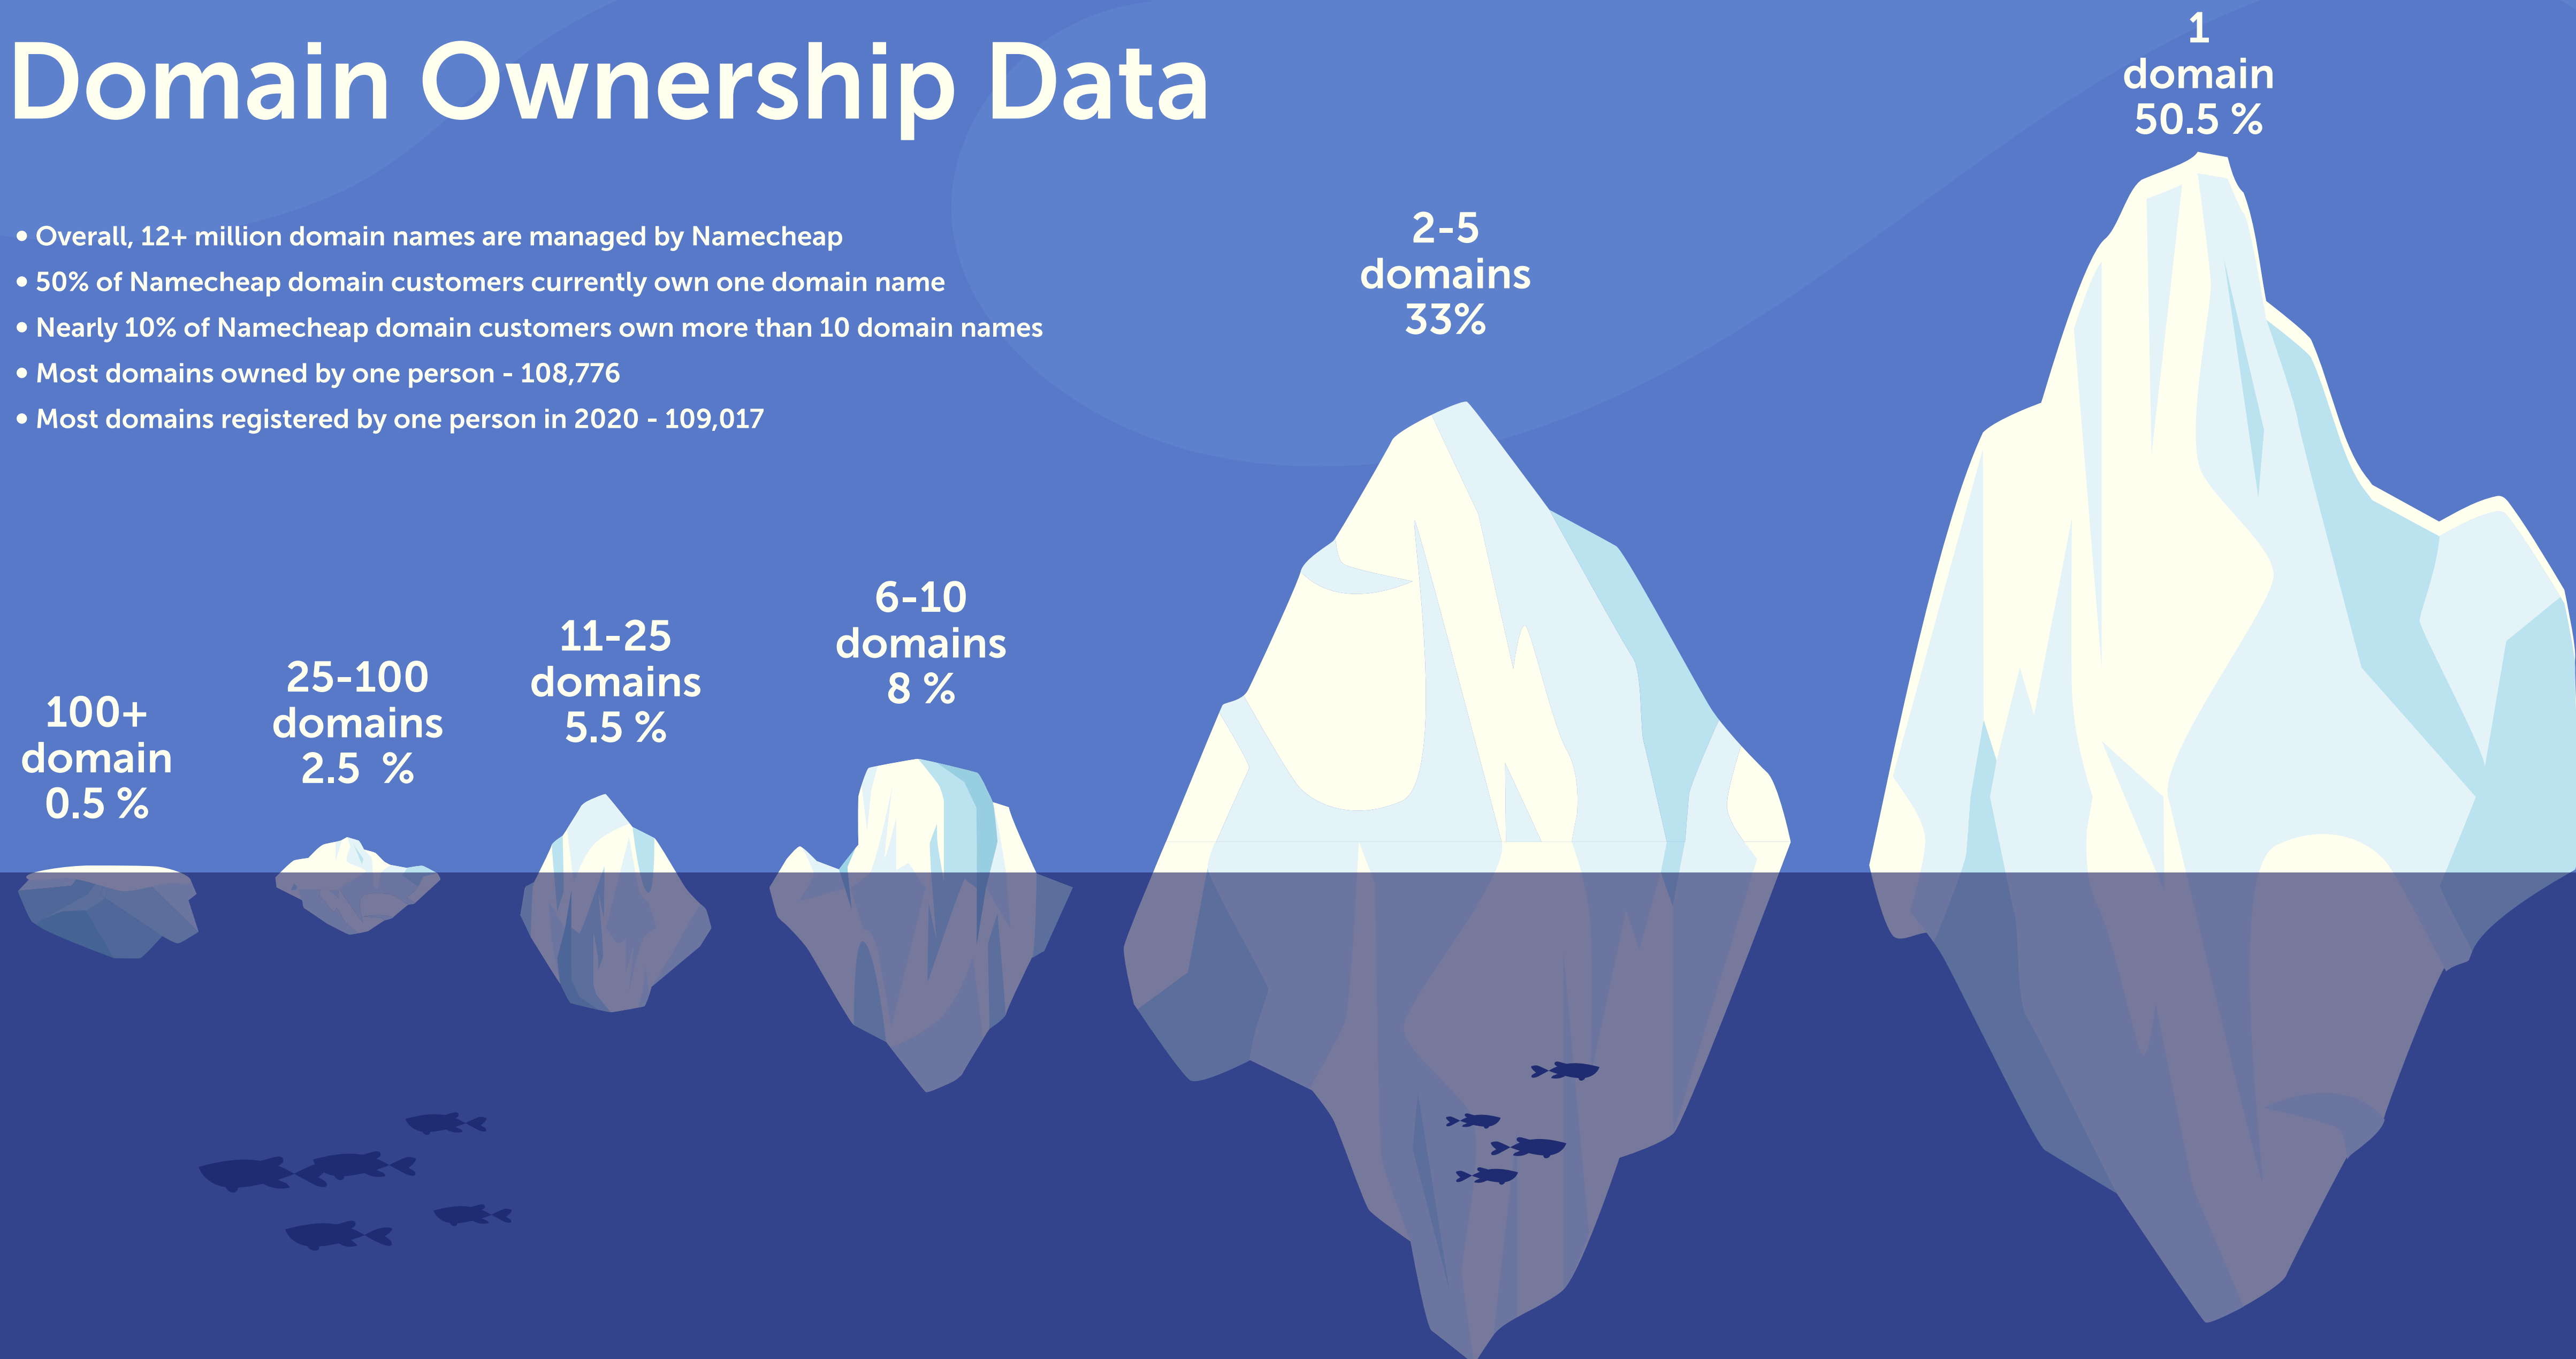 Domain Ownership Data
• Overall, 12+ million domain names are managed by Namecheap
• 50% of Namecheap domain customers currently own one domain name
• Nearly 10% of Namecheap domain customers own more than 10 domain names
• Most domains owned by one person - 108,776
• Most domains registered by one person in 2020 - 109,017
100+
domain
0.5 %
25-100
domains
2.5 %
11-25
domains
5.5 %
6-10
domains
8 %
2-5
domains
33%
1
domain
50.5 %